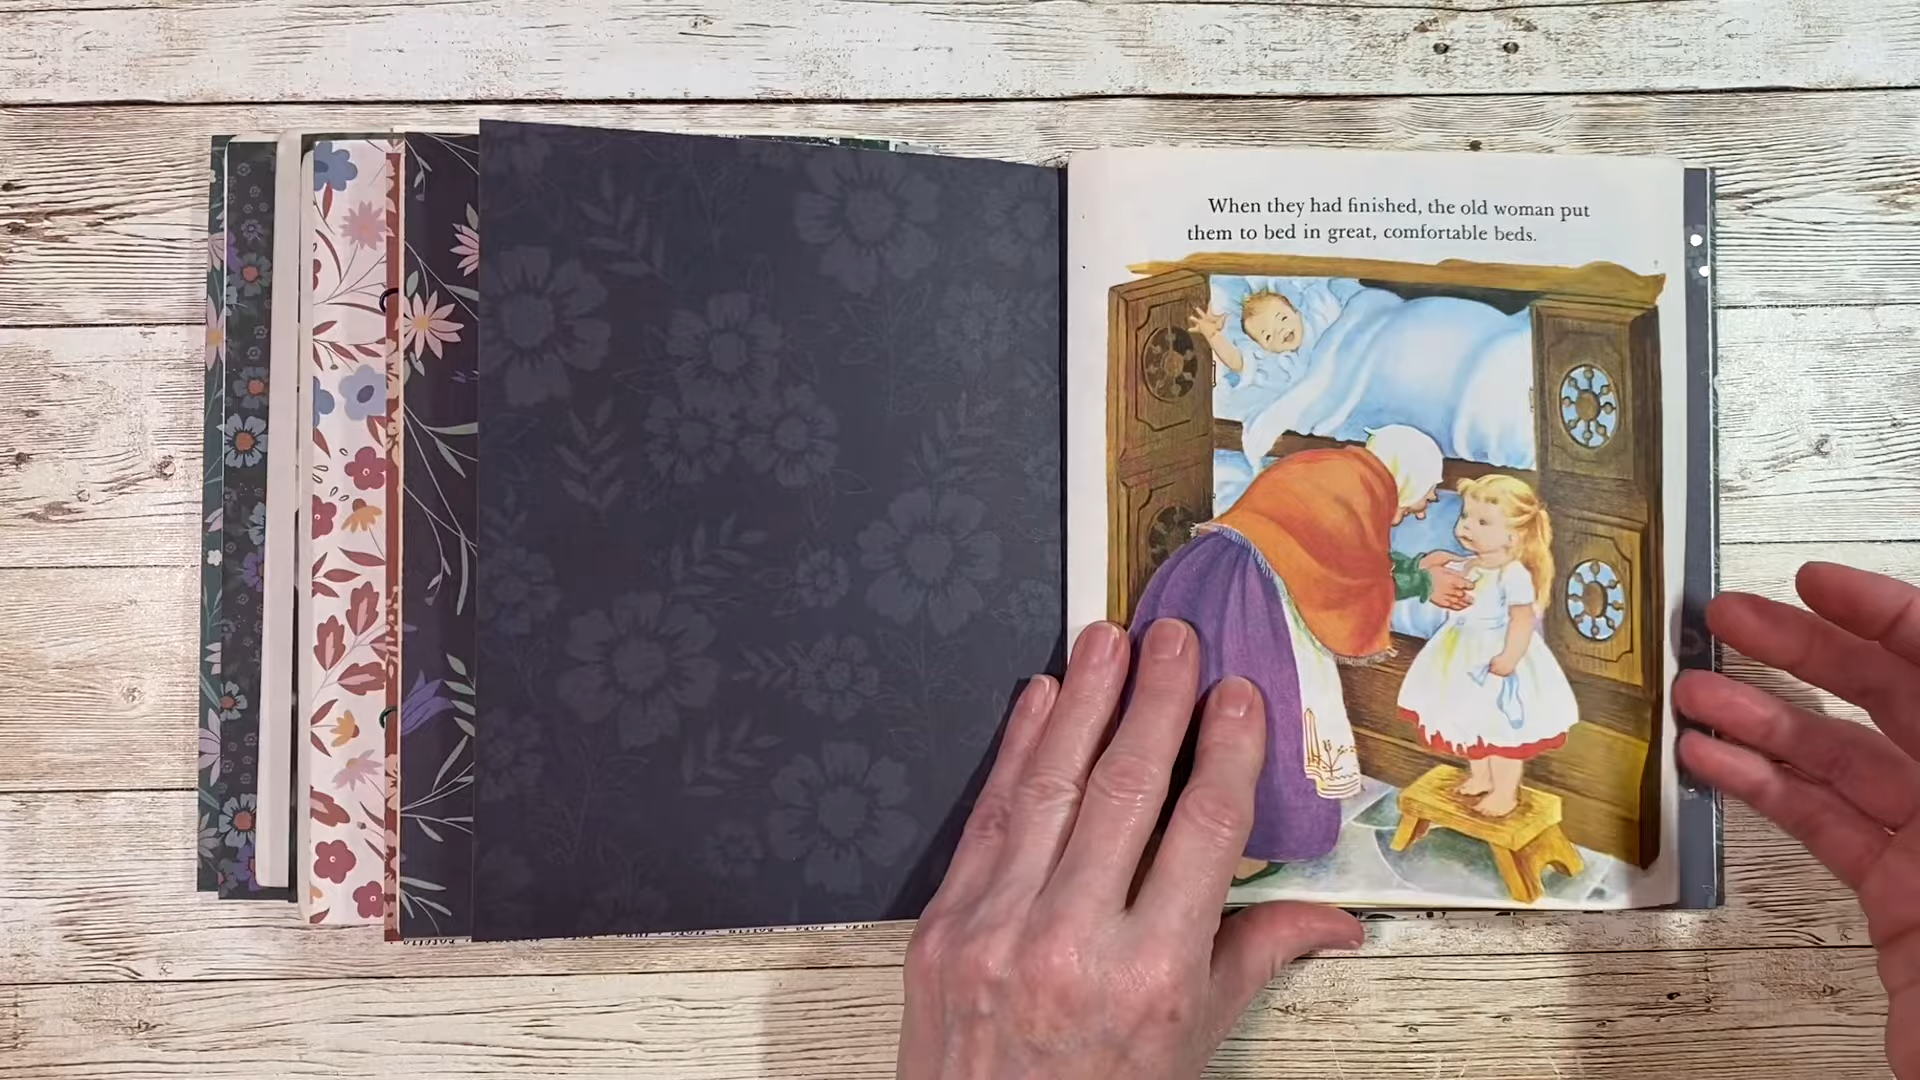 When they had finished, the old woman put
them to bed in great, comfortable beds.